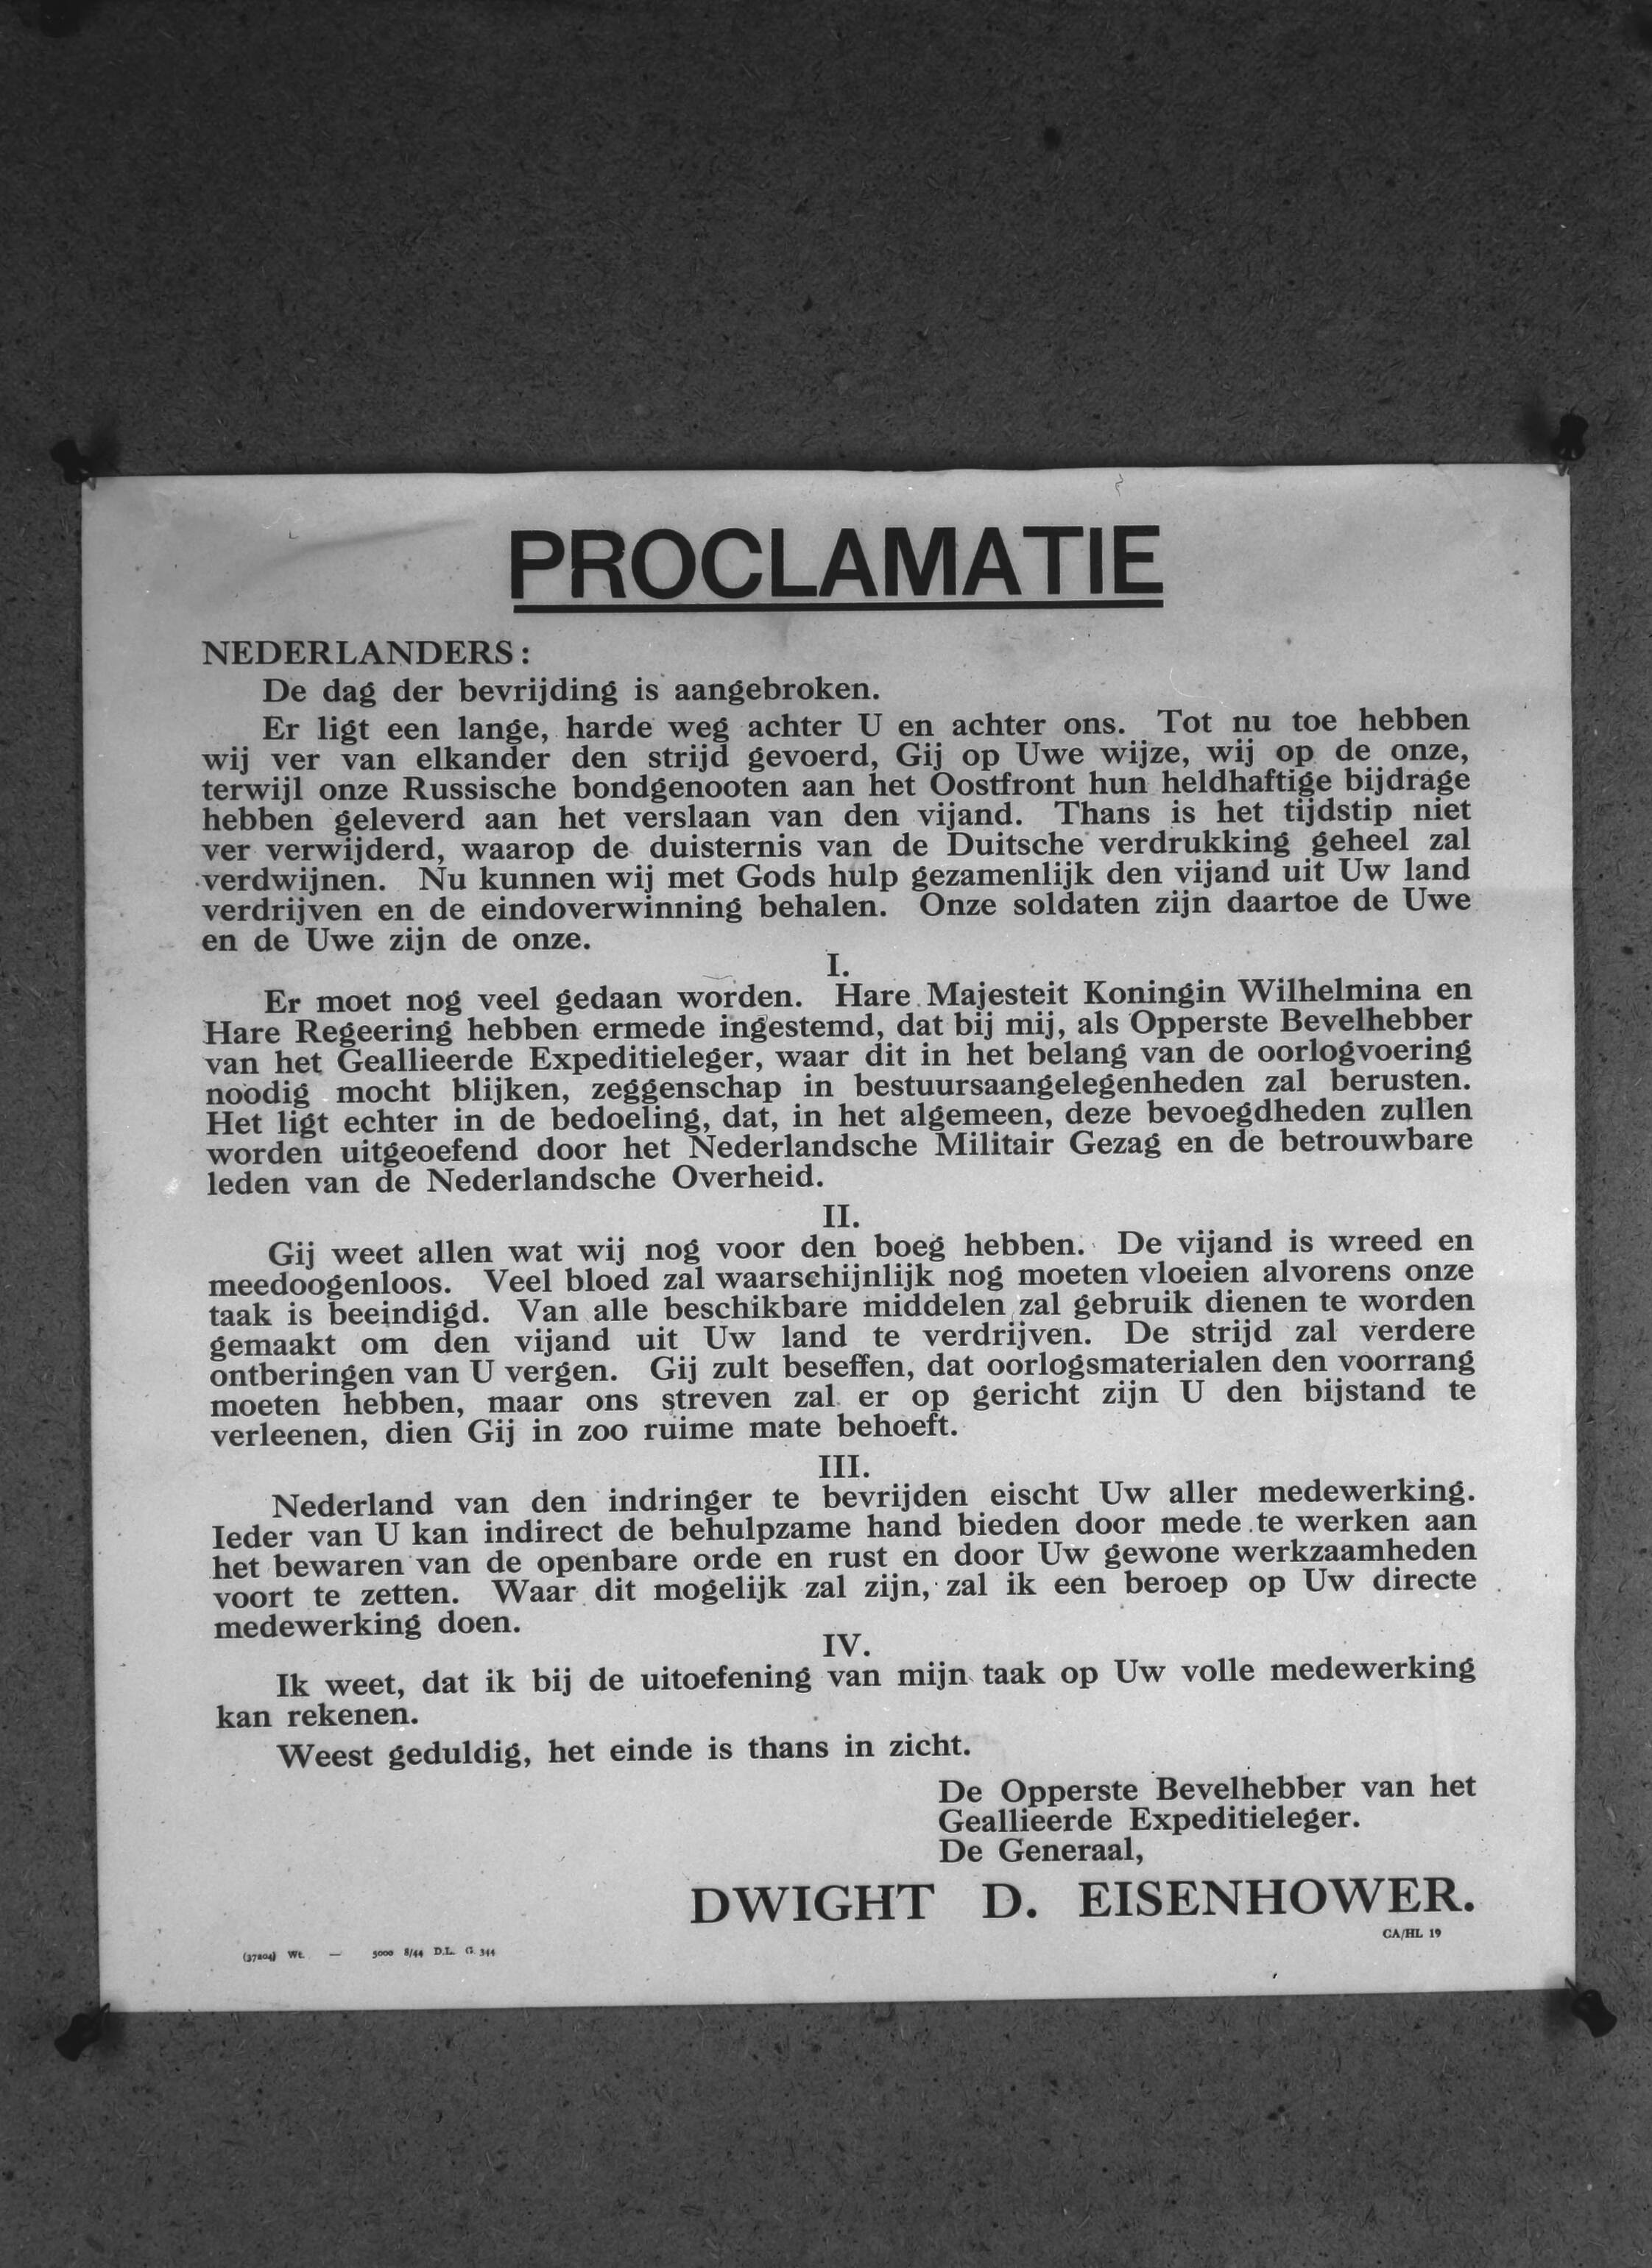 PROCLAMATIE
NEDERLANDERS:
De dag der bevrijding is aangebroken.
Er ligt een lange, harde weg achter U en achter ons. Tot nu toe hebben
wij ver van elkander den strijd gevoerd, Gij op Uwe wijze, wij op de onze,
terwijl onze Russische bondgenooten aan het Oostfront hun heldhaftige bijdrage
hebben geleverd aan het verslaan van den vijand. Thans is het tijdstip niet
ver verwijderd, waarop de duisternis van de Duitsche verdrukking geheel zal
verdwijnen. Nu kunnen wij met Gods hulp gezamenlijk den vijand uit Uw land
verdrijven en de eindoverwinning behalen. Onze soldaten zijn daartoe de Uwe
en de Uwe zijn de onze.
I.
Er moet nog veel gedaan worden. Hare Majesteit Koningin Wilhelmina en
Hare Regeering hebben ermede ingestemd, dat bij mij, als Opperste Bevelhebber
van het Geallieerde Expeditieleger, waar dit in het belang van de oorlogvoering
noodig mocht blijken, zeggenschap in bestuursaangelegenheden zal berusten.
Het ligt echter in de bedoeling, dat, in het algemeen, deze bevoegdheden zullen
worden uitgeoefend door het Nederlandsche Militair Gezag en de betrouwbare
leden van de Nederlandsche Overheid.
II.
Gij weet allen wat wij nog voor den boeg hebben. De vijand is wreed en
meedoogenloos. Veel bloed zal waarschijnlijk nog moeten vloeien alvorens onze
taak is beeindigd. Van alle beschikbare middelen zal gebruik dienen te worden
gemaakt om den vijand uit Uw land te verdrijven. De strijd zal verdere
ontberingen van U vergen. Gij zult beseffen, dat oorlogsmaterialen den voorrang
moeten hebben, maar ons streven zal er op gericht zijn U den bijstand te
verleenen, dien Gij in zoo ruime mate behoeft.
III.
Nederland van den indringer te bevrijden eischt Uw aller medewerking.
Ieder van U kan indirect de behulpzame hand bieden door mede te werken aan
het bewaren van de openbare orde en rust en door Uw gewone werkzaamheden
voort te zetten. Waar dit mogelijk zal zijn, zal ik een beroep op Uw directe
medewerking doen.
IV.
Ik weet, dat ik bij de uitoefening van mijn taak op Uw volle medewerking
kan rekenen.
Weest geduldig, het einde is thans in zicht.
De Opperste Bevelhebber van het
Geallieerde Expeditieleger.
De Generaal,
DWIGHT D. EISENHOWER.
CA/HL 19
(37204) Wt. — 5000 8/44 D.L. G. 344